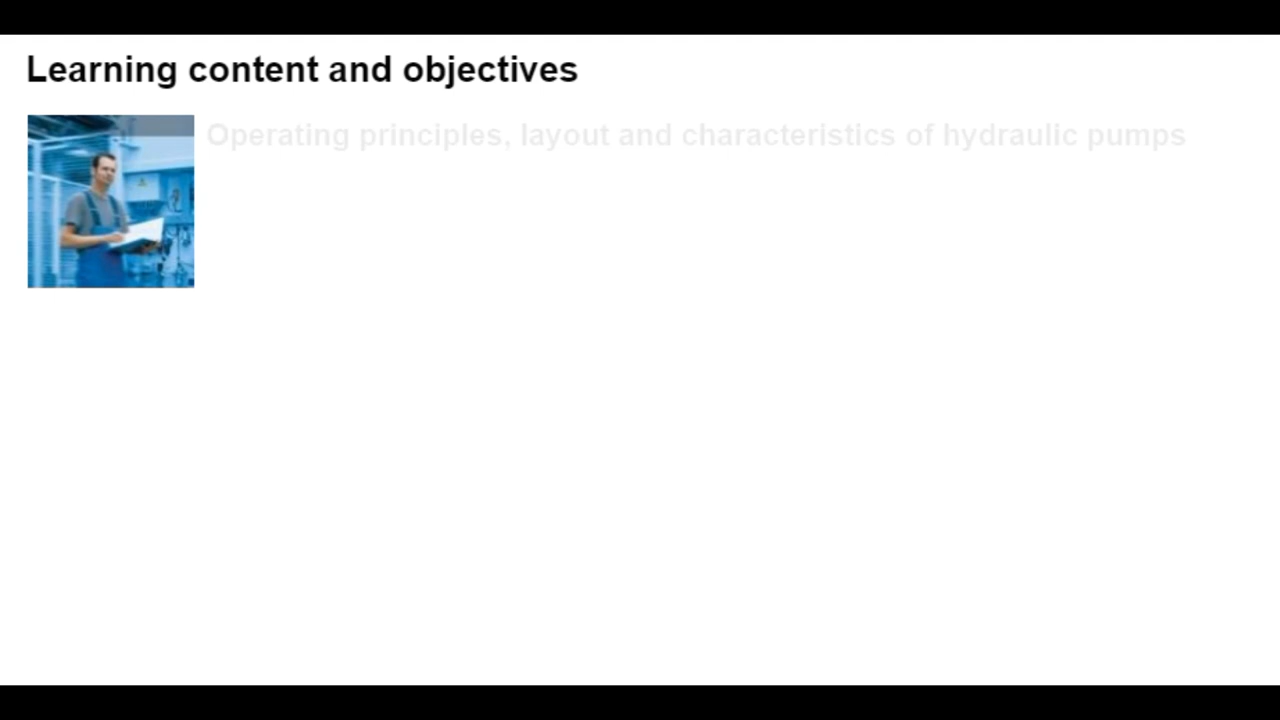 Learning content and objectives
Operating principles, layout and characteristics of hydraulic pumps